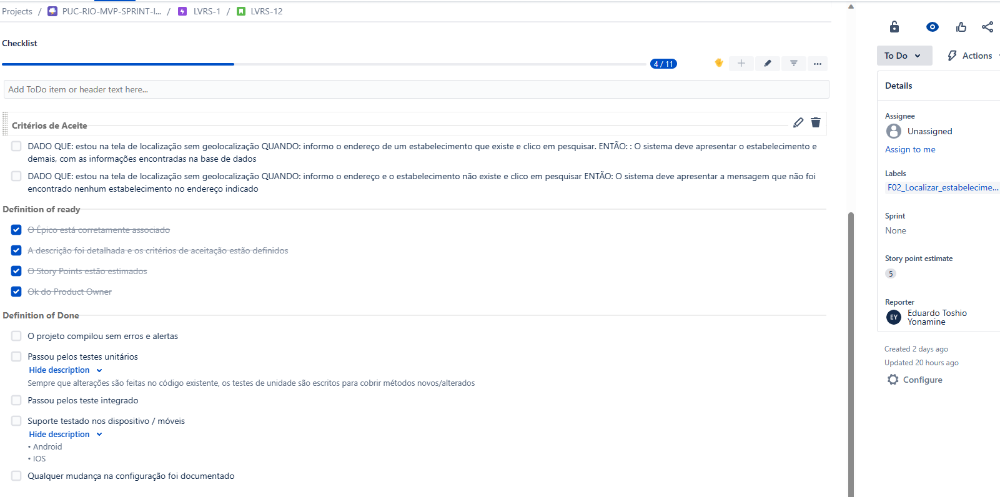 Projects / PUC-RIO-MVP-SPRINT-I... / LVRS-1 / LVRS-12
Checklist
4 / 11
Add ToDo item or header text here...
Critérios de Aceite
DADO QUE: estou na tela de localização sem geolocalização QUANDO: informo o endereço de um estabelecimento que existe e clico em pesquisar. ENTÃO: : O sistema deve apresentar o estabelecimento e
demais, com as informações encontradas na base de dados
DADO QUE: estou na tela de localização sem geolocalização QUANDO: informo o endereço e o estabelecimento não existe e clico em pesquisar ENTÃO: O sistema deve apresentar a mensagem que não foi
encontrado nenhum estabelecimento no endereço indicado
Definition of ready
O Épico está corretamente associado
A descrição foi detalhada e os critérios de aceitação estão definidos
O Story Points estão estimados
Ok do Product Owner
Definition of Done
O projeto compilou sem erros e alertas
Passou pelos testes unitários
Hide description
Sempre que alterações são feitas no código existente, os testes de unidade são escritos para cobrir métodos novos/alterados
Passou pelos teste integrado
Suporte testado nos dispositivo / móveis
Hide description
• Android
• IOS
Qualquer mudança na configuração foi documentado
To Do
Actions
Details
Assignee
Unassigned
Assign to me
Labels
F02_Localizar_estabelecime...
Sprint
None
Story point estimate
5
Reporter
EY
Eduardo Toshio
Yonamine
Created 2 days ago
Updated 20 hours ago
Configure